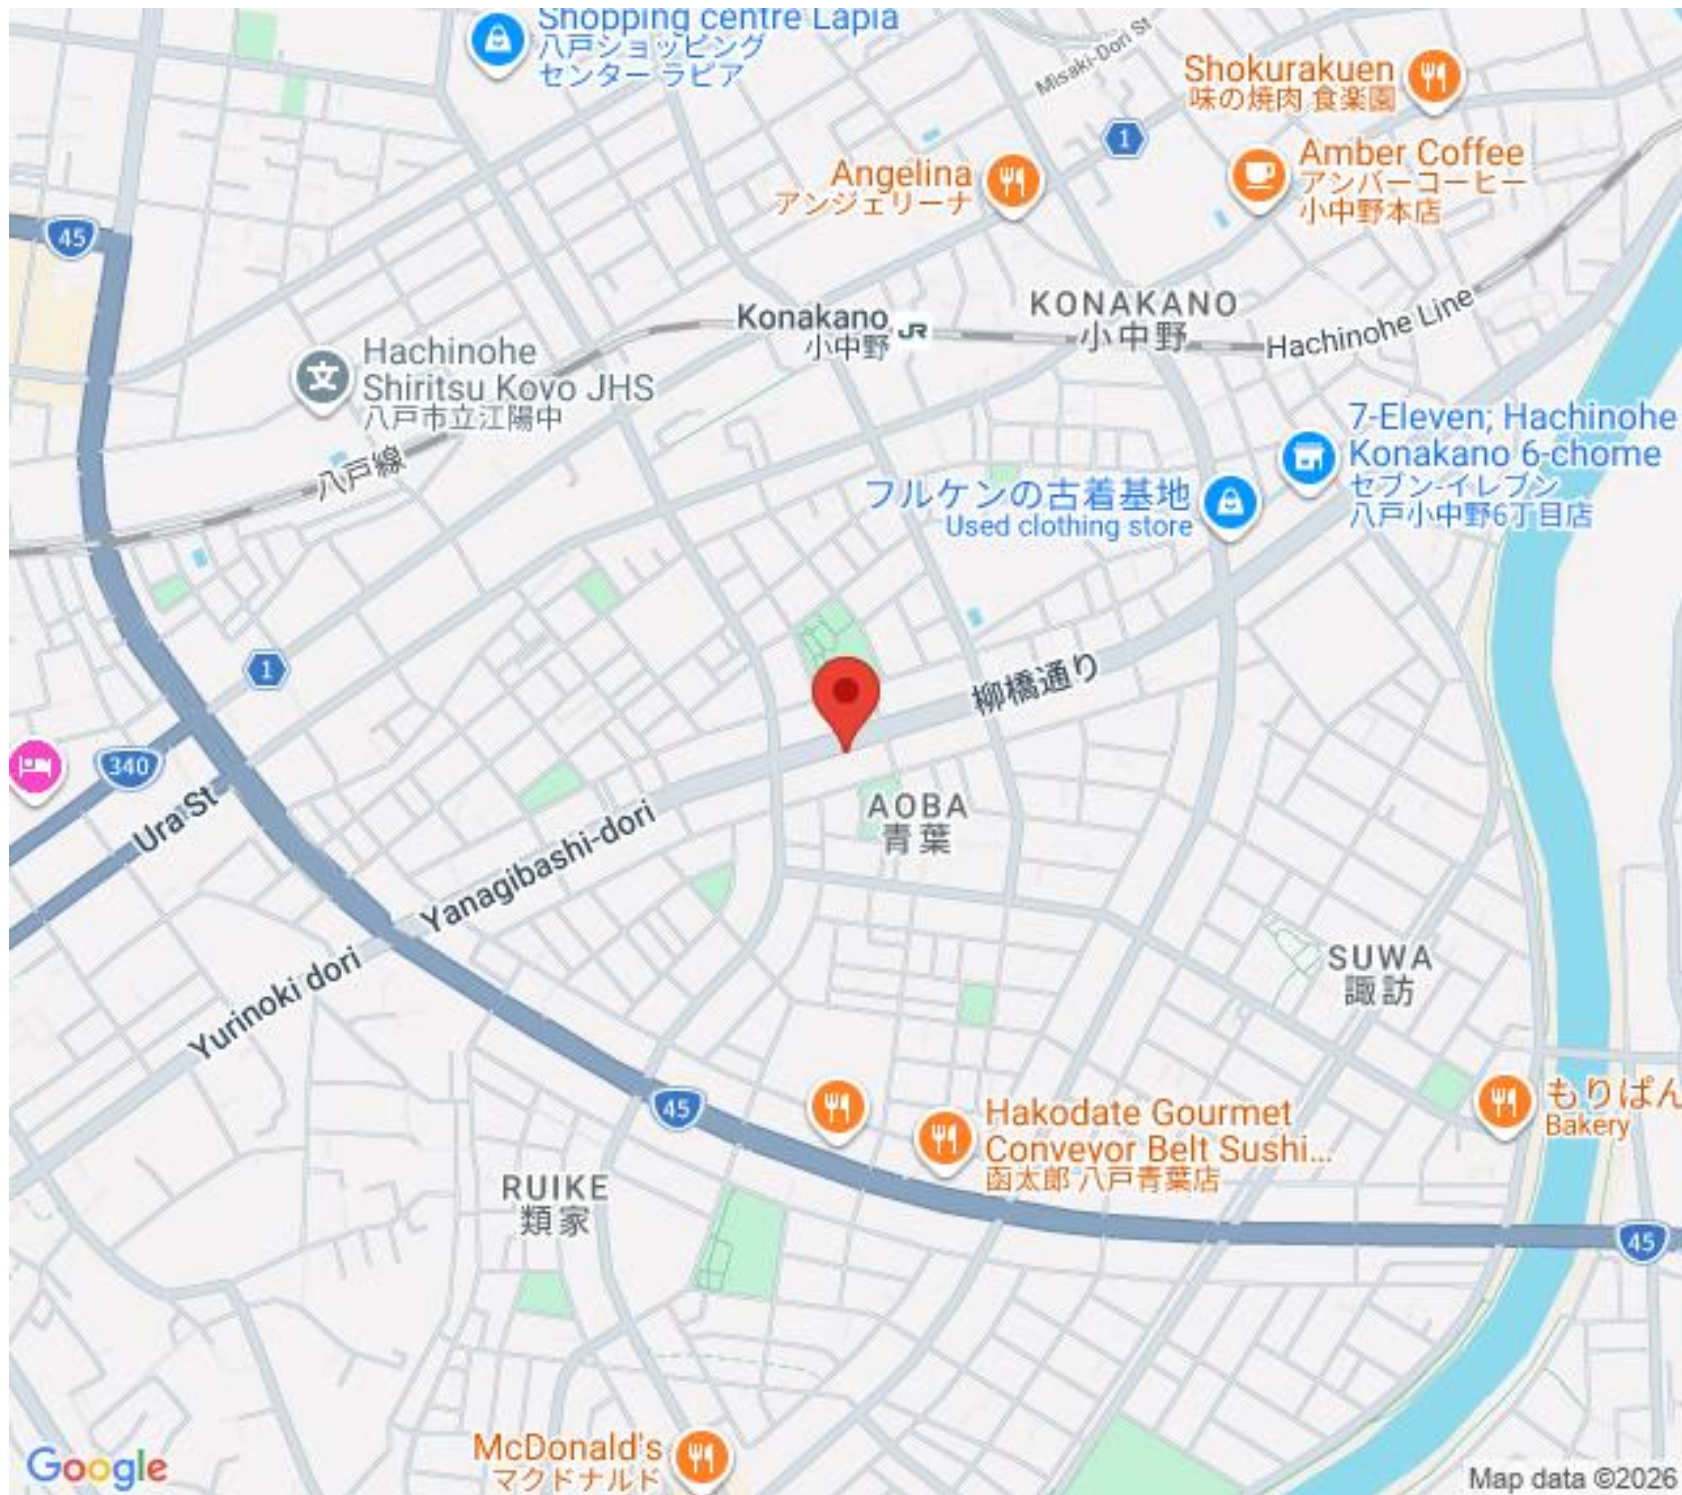 Shopping centre Lapia
八戸ショッピング
センター ラピア
Misaki-Dori St
Shokurakuen
味の焼肉 食楽園
1
Angelina
アンジェリーナ
Amber Coffee
アンバーコーヒー
小中野本店
45
Konakano
小中野
JR
KONAKANO
小中野
Hachinohe Line
Hachinohe
Shiritsu Koyo JHS
八戸市立江陽中
文
八戸線
7-Eleven; Hachinohe
Konakano 6-chome
セブン-イレブン
八戸小中野6丁目店
フルケンの古着基地
Used clothing store
1
柳橋通り
340
Ura St
AOBA
青葉
Yanagibashi-dori
Yurinoki dori
SUWA
諏訪
45
Hakodate Gourmet
Conveyor Belt Sushi...
函太郎 八戸青葉店
もりぱん
Bakery
RUIKE
類家
45
McDonald's
マクドナルド
Google
Map data ©2026